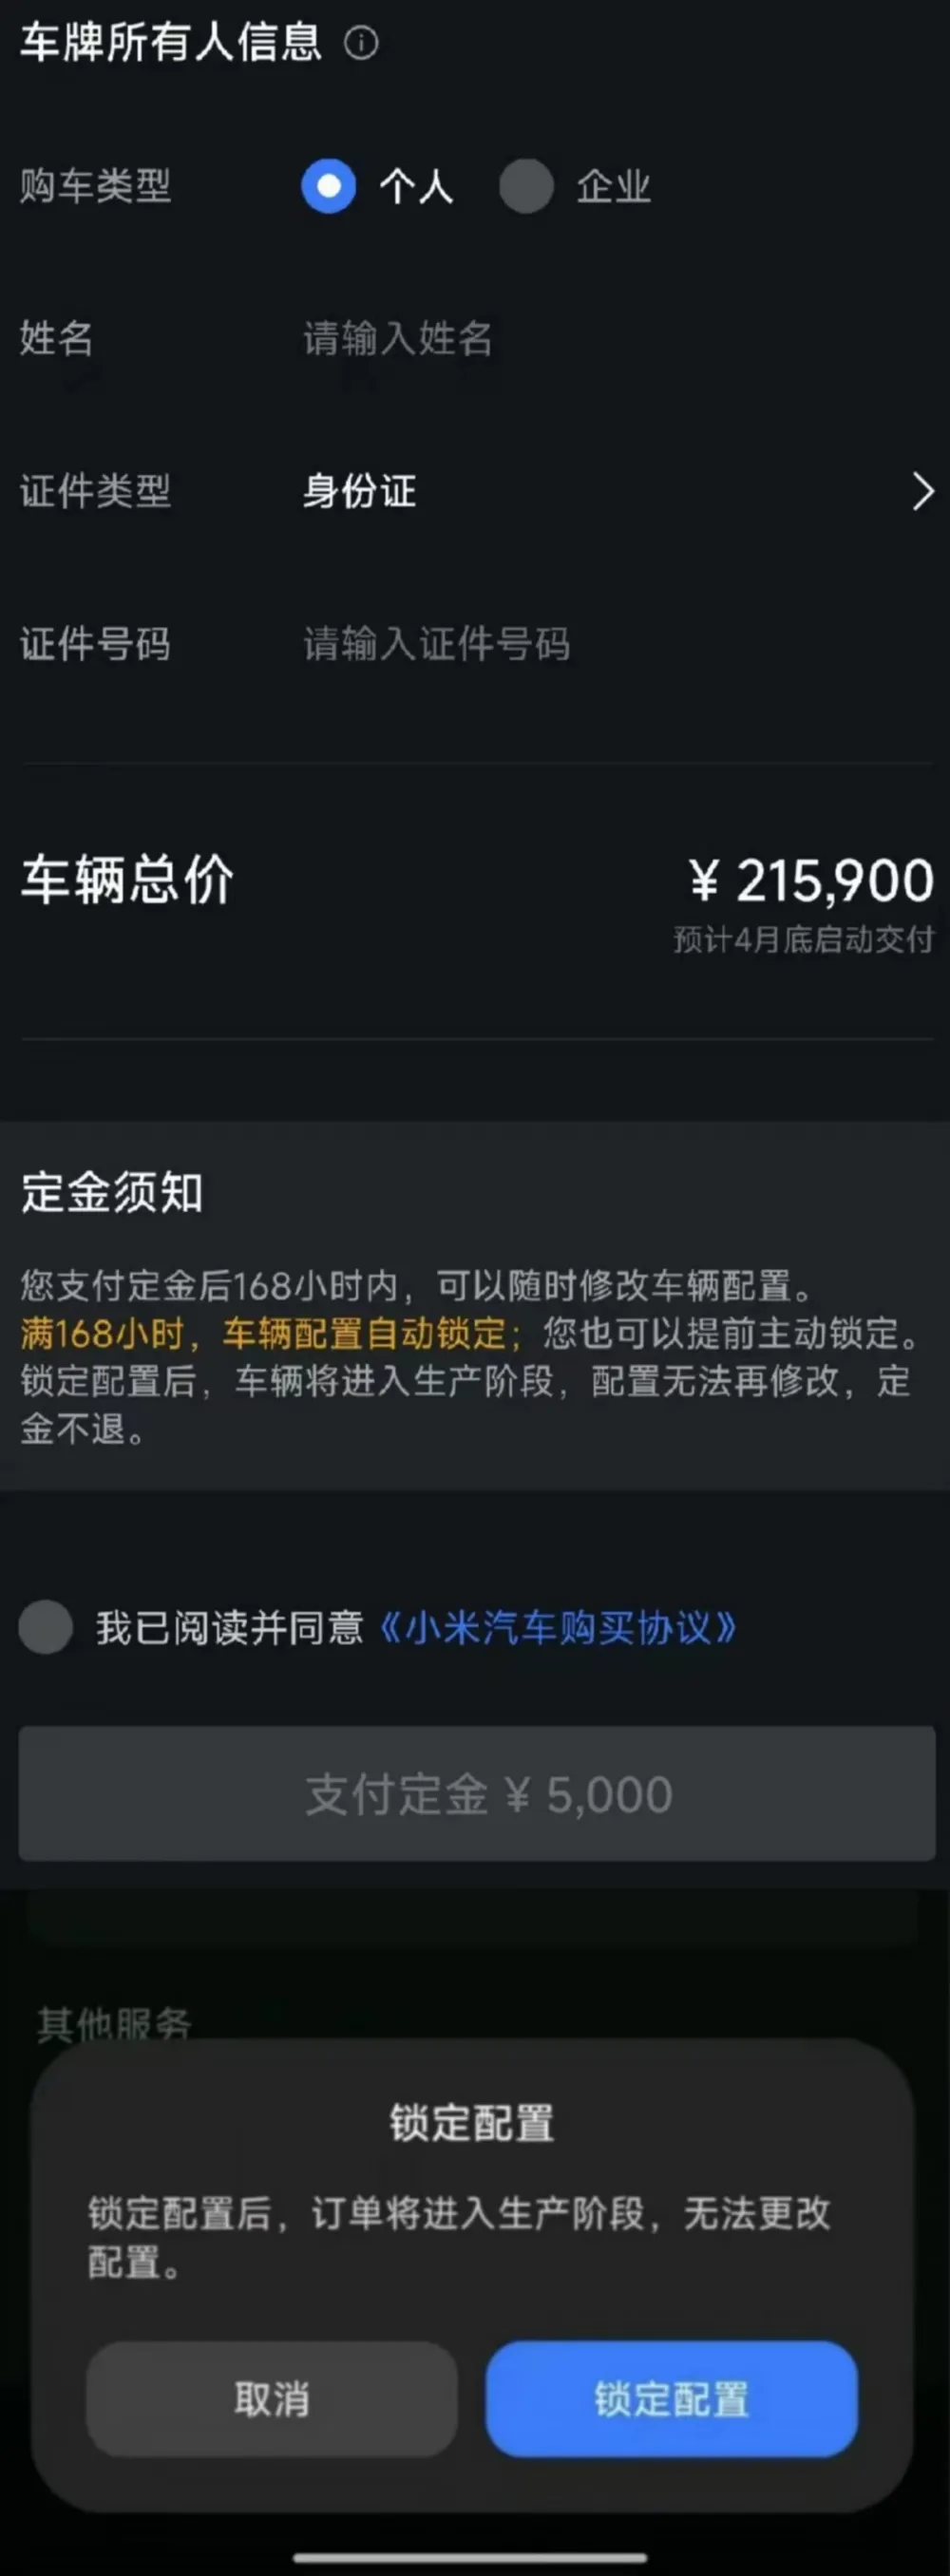 车牌所有人信息
购车类型 个人 企业
姓名 请输入姓名
证件类型 身份证
证件号码 请输入证件号码
车辆总价 ¥ 215,900
预计4月底启动交付
定金须知
您支付定金后168小时内，可以随时修改车辆配置。
满168小时，车辆配置自动锁定；您也可以提前主动锁定。
锁定配置后，车辆将进入生产阶段，配置无法再修改，定
金不退。
我已阅读并同意《小米汽车购买协议》
支付定金 ¥ 5,000
其他服务
锁定配置
锁定配置后，订单将进入生产阶段，无法更改
配置。
取消 锁定配置